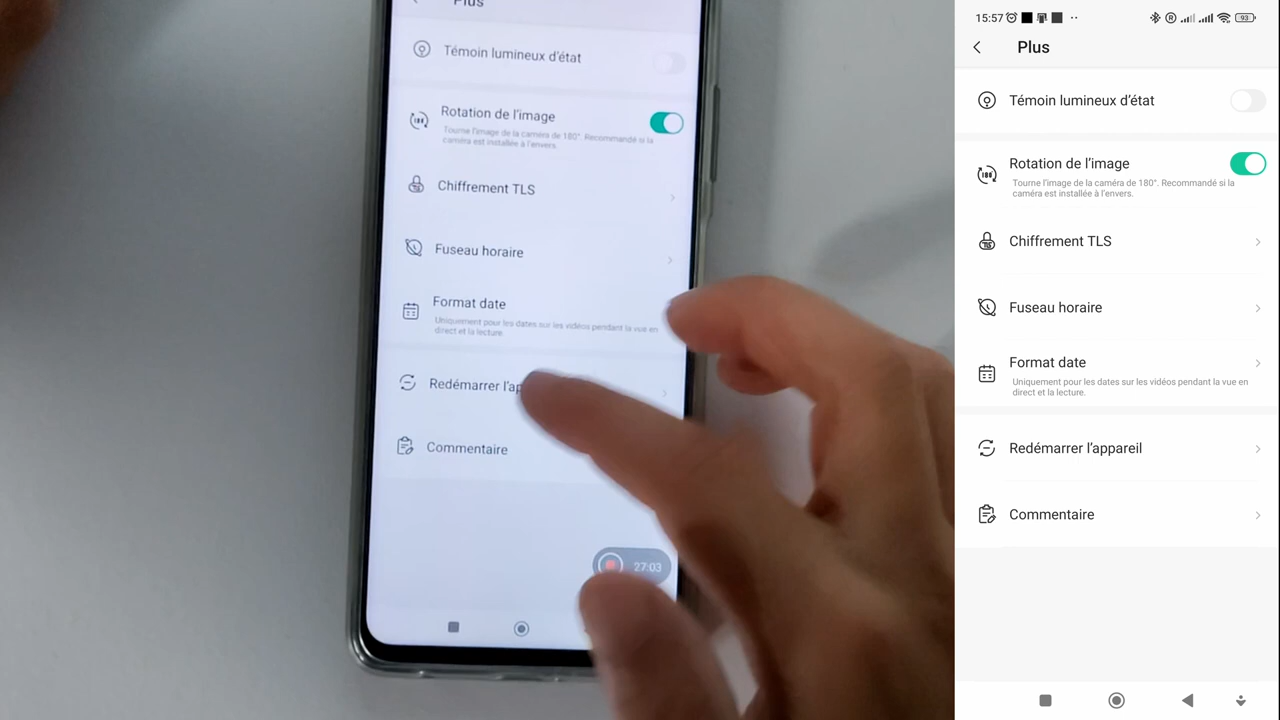 Plus
Témoin lumineux d'état
Rotation de l'image
Tourne l'image de la caméra de 180°. Recommandé si la
caméra est installée à l'envers.
Chiffrement TLS
Fuseau horaire
Format date
Uniquement pour les dates sur les vidéos pendant la vue en
direct et la lecture.
Redémarrer l'ap
Commentaire
27:03
15:57
93
Plus
Témoin lumineux d'état
Rotation de l'image
Tourne l'image de la caméra de 180°. Recommandé si la
caméra est installée à l'envers.
Chiffrement TLS
Fuseau horaire
Format date
Uniquement pour les dates sur les vidéos pendant la vue en
direct et la lecture.
Redémarrer l'appareil
Commentaire